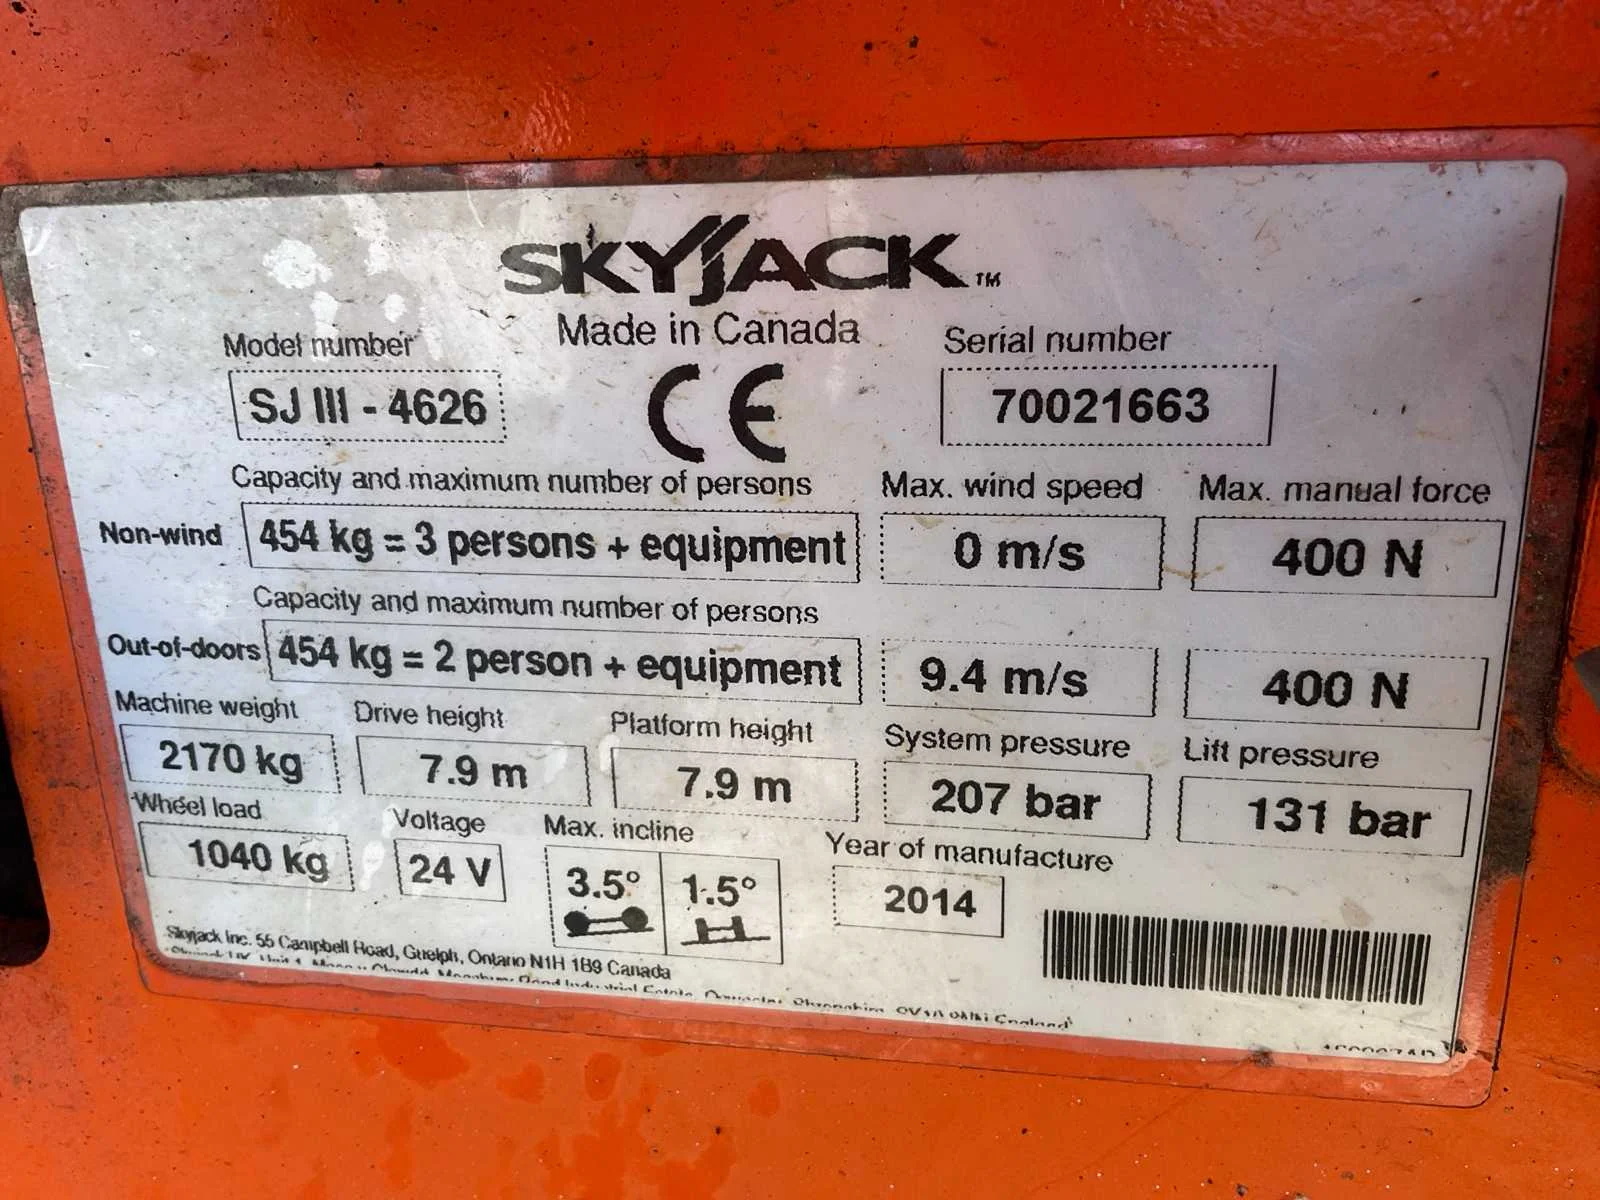 SKYJACK™
Made in Canada
Model number
Serial number
SJ III - 4626
CE
70021663
Capacity and maximum number of persons
Max. wind speed
Max. manual force
Non-wind
454 kg = 3 persons + equipment
0 m/s
400 N
Capacity and maximum number of persons
Out-of-doors
454 kg = 2 person + equipment
9.4 m/s
400 N
Machine weight
Drive height
Platform height
System pressure
Lift pressure
2170 kg
7.9 m
7.9 m
207 bar
131 bar
Wheel load
Voltage
Max. incline
Year of manufacture
1040 kg
24 V
3.5°
1.5°
2014
Skyjack Inc. 55 Campbell Road, Guelph, Ontario N1H 1B9 Canada
Road Industrial Estate, Shropshire, England